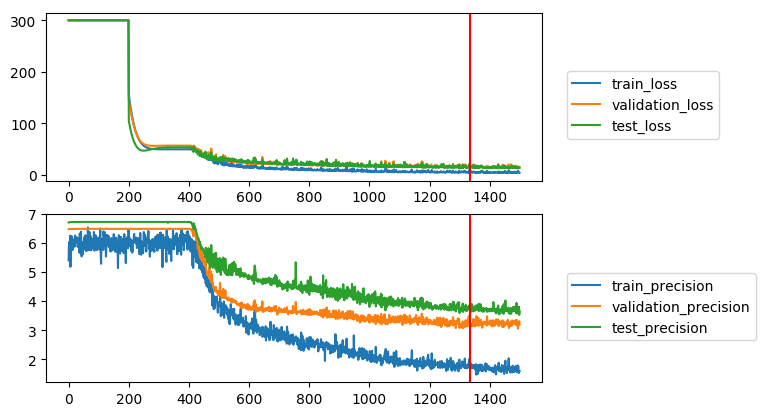 300
200
100
0
0 200 400 600 800 1000 1200 1400
train_loss
validation_loss
test_loss
7
6
5
4
3
2
0 200 400 600 800 1000 1200 1400
train_precision
validation_precision
test_precision